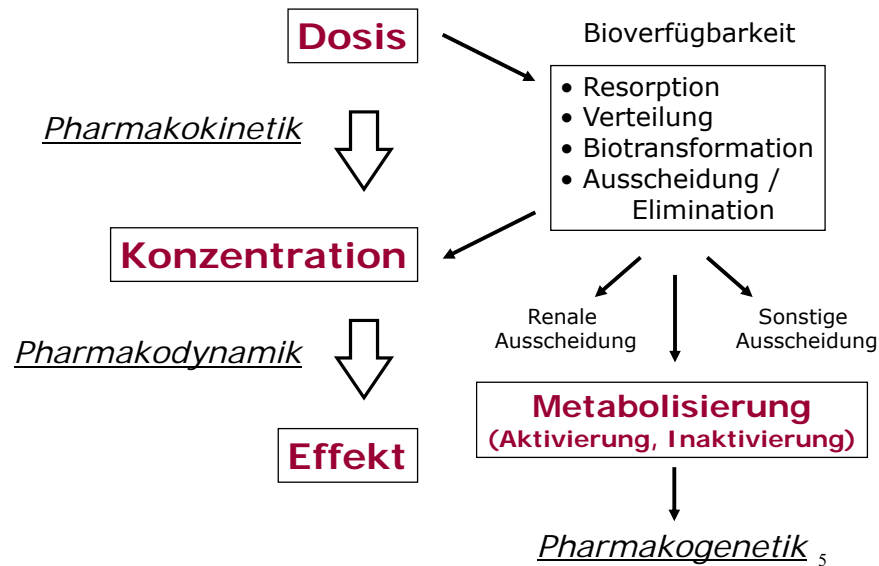 Dosis
Bioverfügbarkeit
• Resorption
• Verteilung
• Biotransformation
• Ausscheidung /
Elimination
Pharmakokinetik
Konzentration
Renale
Ausscheidung
Sonstige
Ausscheidung
Pharmakodynamik
Metabolisierung
(Aktivierung, Inaktivierung)
Effekt
Pharmakogenetik
5